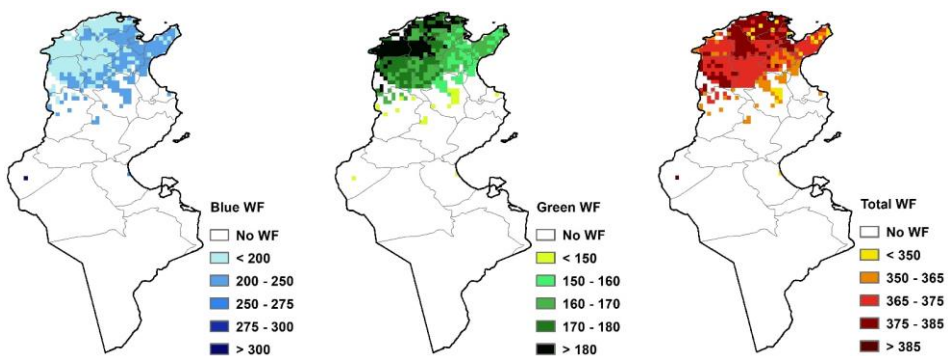 Blue WF
No WF
< 200
200 - 250
250 - 275
275 - 300
> 300
Green WF
No WF
< 150
150 - 160
160 - 170
170 - 180
> 180
Total WF
No WF
< 350
350 - 365
365 - 375
375 - 385
> 385